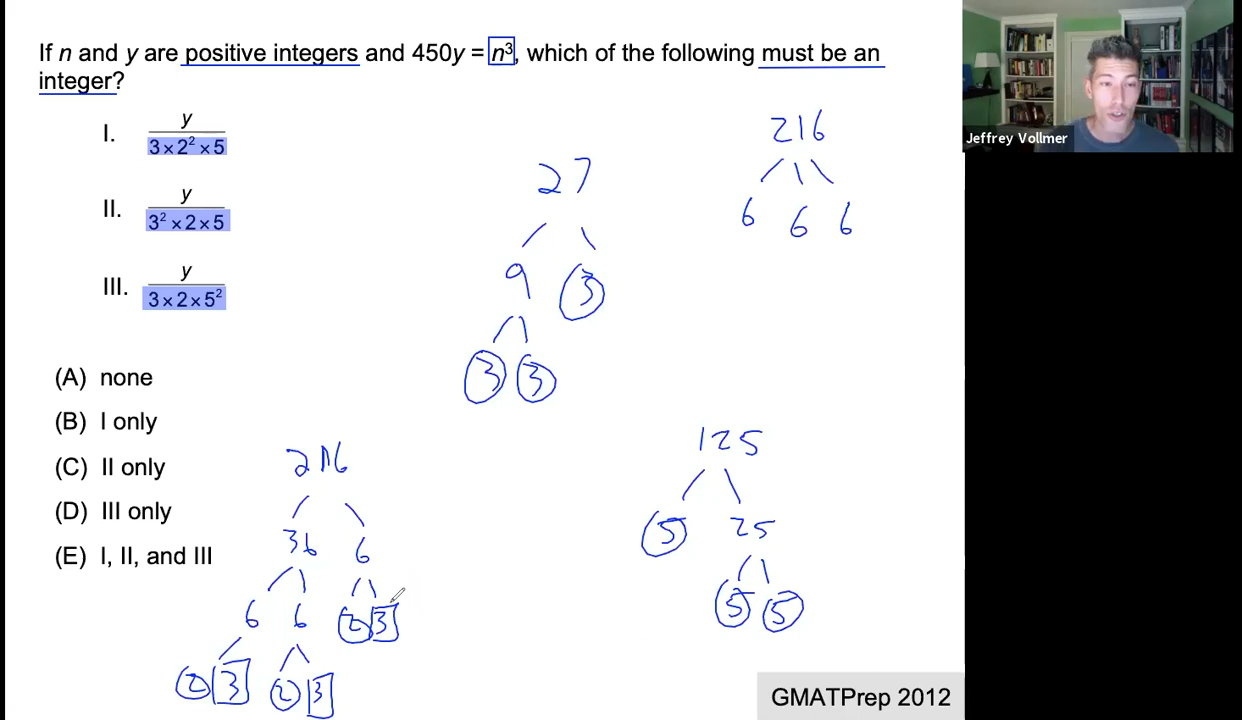 If n and y are positive integers and 450y = n³, which of the following must be an
integer?
I. y
3 × 2² × 5
II. y
3² × 2 × 5
III. y
3 × 2 × 5²
(A) none
(B) I only
(C) II only
(D) III only
(E) I, II, and III
27
9 3
3 3
216
6 6 6
216
36 6
6 6 2 3
2 3 2 3
125
5 25
5 5
Jeffrey Vollmer
GMATPrep 2012